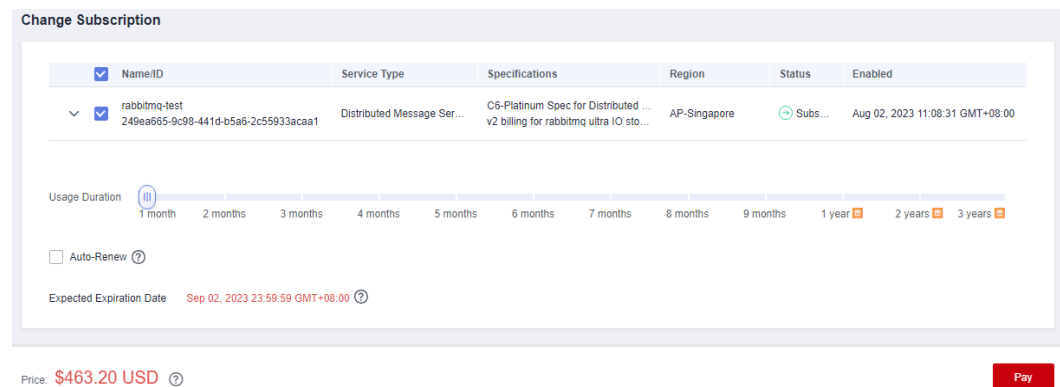 Change Subscription
Name/ID Service Type Specifications Region Status Enabled
rabbitmq-test
249ea665-9c98-441d-b5a6-2c55933acaa1
Distributed Message Ser...
C6-Platinum Spec for Distributed ...
v2 billing for rabbitmq ultra IO sto...
AP-Singapore
Subs...
Aug 02, 2023 11:08:31 GMT+08:00
Usage Duration
1 month 2 months 3 months 4 months 5 months 6 months 7 months 8 months 9 months 1 year 2 years 3 years
Auto-Renew ?
Expected Expiration Date Sep 02, 2023 23:59:59 GMT+08:00 ?
Price: $463.20 USD ?
Pay